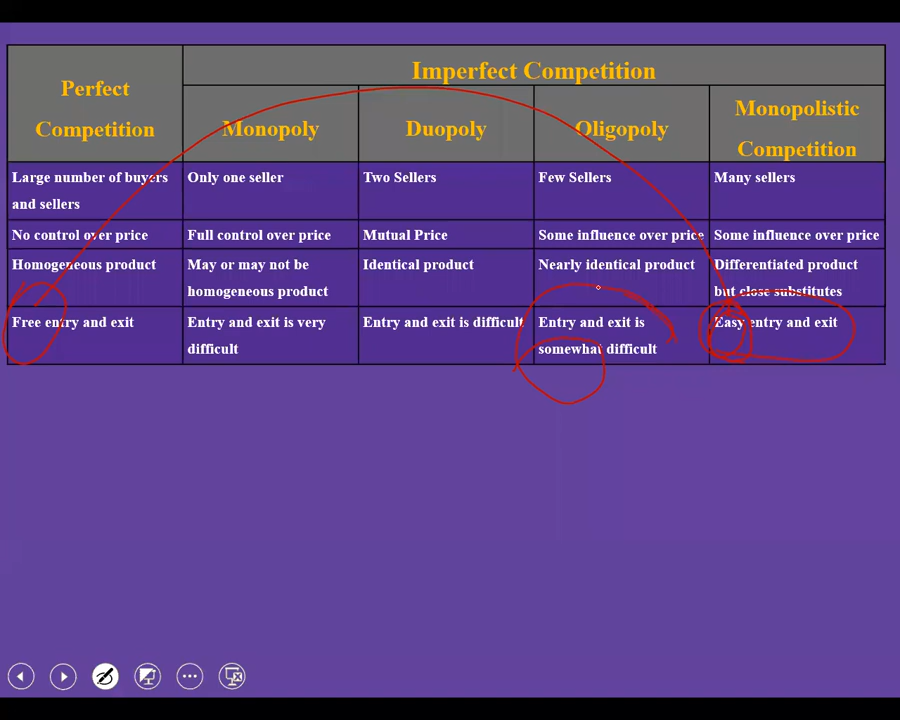 Perfect
Competition
Imperfect Competition
Monopoly
Duopoly
Oligopoly
Monopolistic
Competition
Large number of buyers
and sellers
Only one seller
Two Sellers
Few Sellers
Many sellers
No control over price
Full control over price
Mutual Price
Some influence over price
Some influence over price
Homogeneous product
May or may not be
homogeneous product
Identical product
Nearly identical product
Differentiated product
but close substitutes
Free entry and exit
Entry and exit is very
difficult
Entry and exit is difficult
Entry and exit is
somewhat difficult
Easy entry and exit